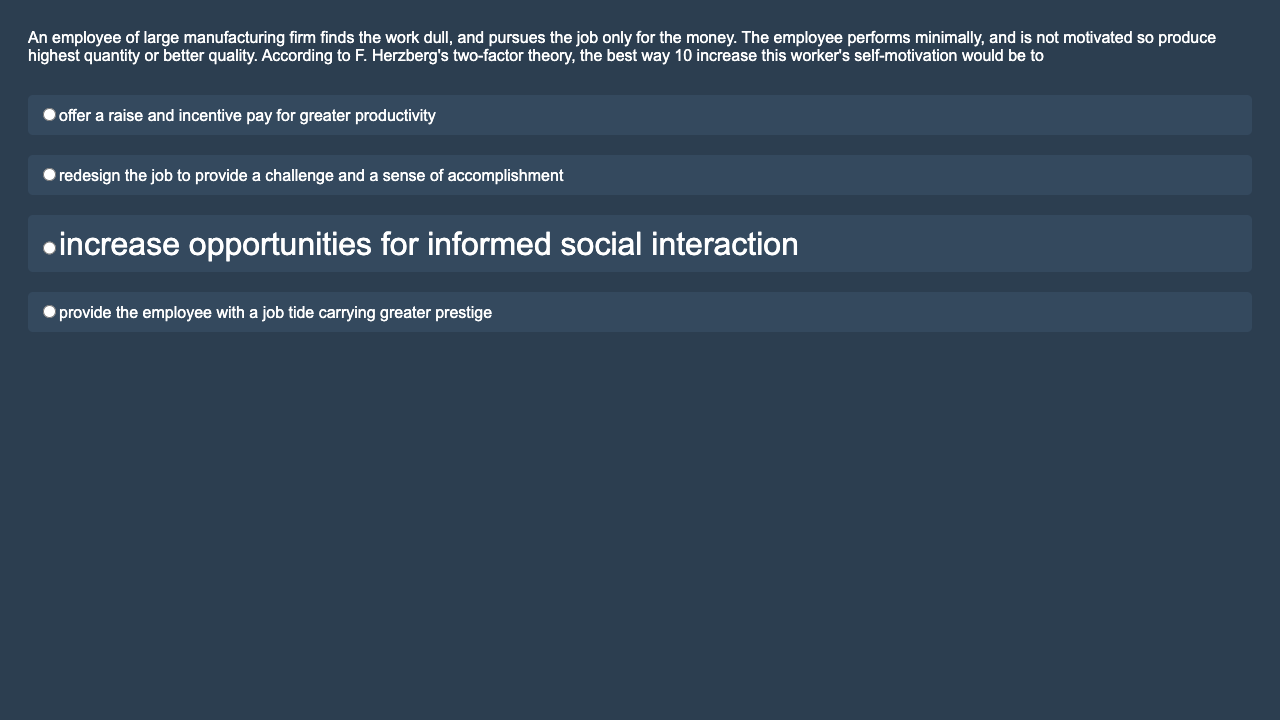 An employee of large manufacturing firm finds the work dull, and pursues the job only for the money. The employee performs minimally, and is not motivated so produce
highest quantity or better quality. According to F. Herzberg's two-factor theory, the best way 10 increase this worker's self-motivation would be to
offer a raise and incentive pay for greater productivity
redesign the job to provide a challenge and a sense of accomplishment
increase opportunities for informed social interaction
provide the employee with a job tide carrying greater prestige